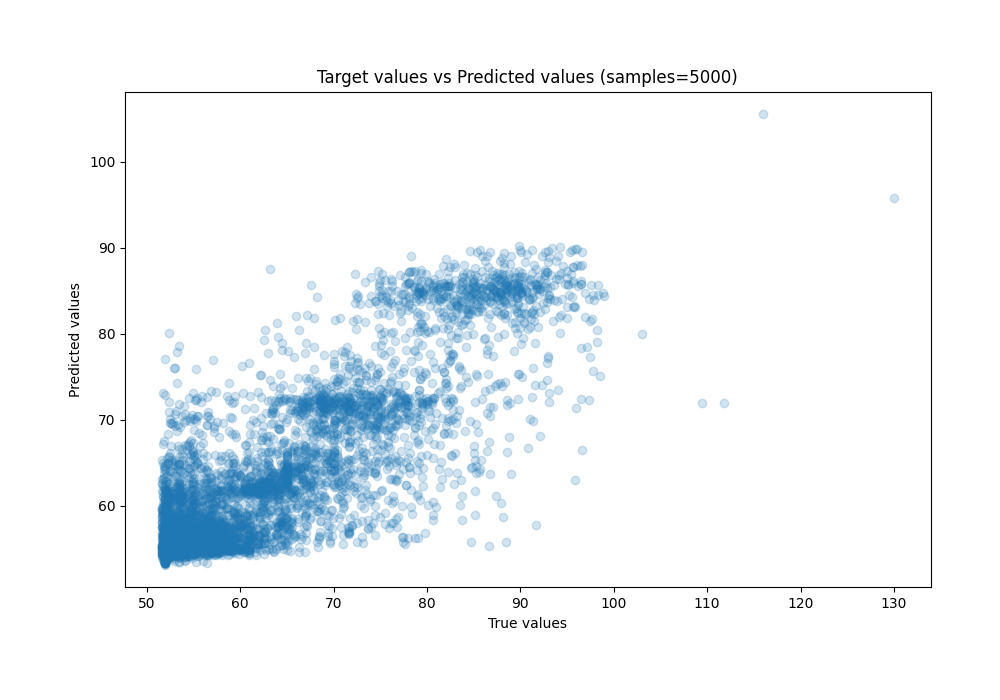 Target values vs Predicted values (samples=5000)
100
90
80
70
60
Predicted values
50 60 70 80 90 100 110 120 130
True values